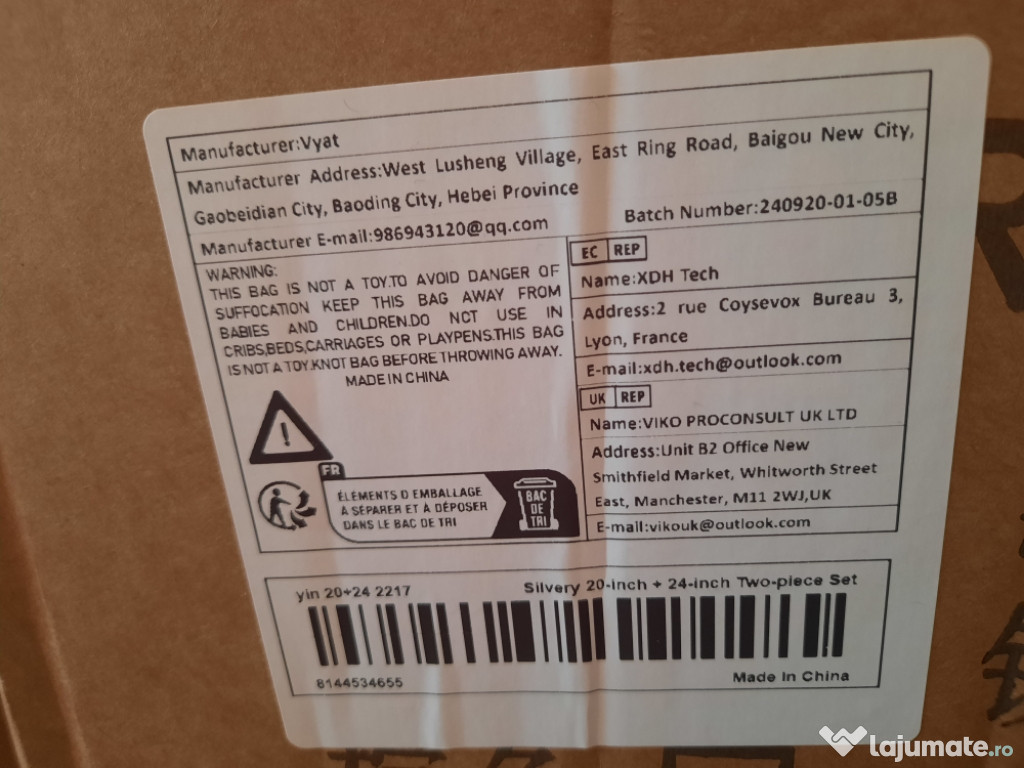 Manufacturer:Vyat
Manufacturer Address:West Lusheng Village, East Ring Road, Baigou New City,
Gaobeidian City, Baoding City, Hebei Province
Manufacturer E-mail:986943120@qq.com
Batch Number:240920-01-05B
WARNING:
THIS BAG IS NOT A TOY.TO AVOID DANGER OF
SUFFOCATION KEEP THIS BAG AWAY FROM
BABIES AND CHILDREN.DO NOT USE IN
CRIBS,BEDS,CARRIAGES OR PLAYPENS.THIS BAG
IS NOT A TOY.KNOT BAG BEFORE THROWING AWAY.
MADE IN CHINA
EC REP
Name:XDH Tech
Address:2 rue Coysevox Bureau 3,
Lyon, France
E-mail:xdh.tech@outlook.com
UK REP
Name:VIKO PROCONSULT UK LTD
Address:Unit B2 Office New
Smithfield Market, Whitworth Street
East, Manchester, M11 2WJ,UK
E-mail:vikouk@outlook.com
FR
ÉLÉMENTS D EMBALLAGE
À SÉPARER ET À DÉPOSER
DANS LE BAC DE TRI
BAC
DE
TRI
yin 20+24 2217
Silvery 20-inch + 24-inch Two-piece Set
8144534655
Made In China
lajumate.ro